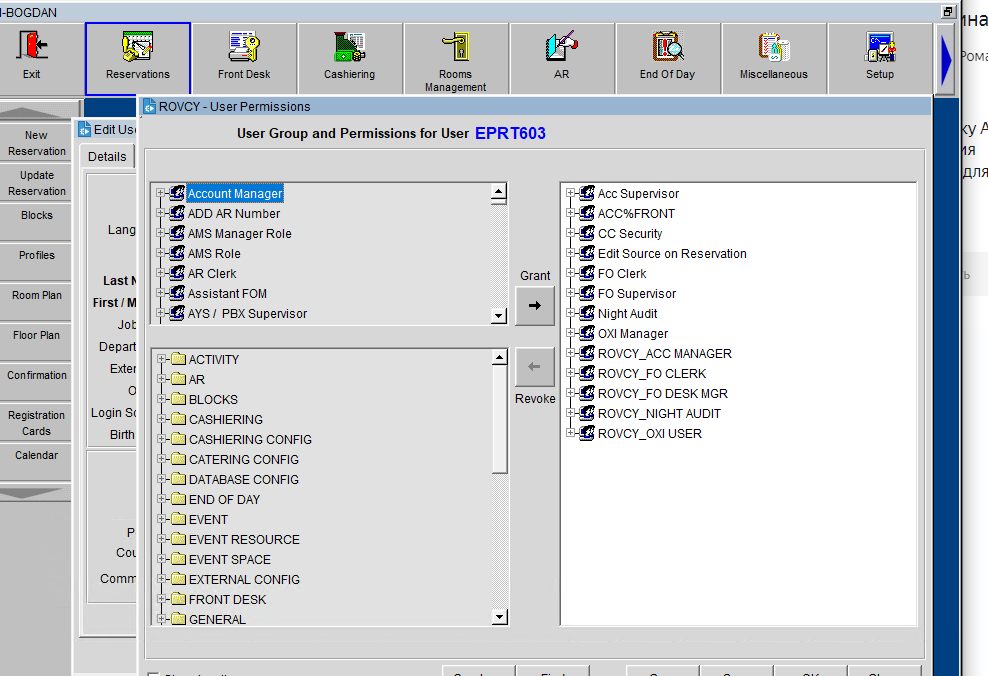 I-BOGDAN
Exit
Reservations
Front Desk
Cashiering
Rooms
Management
AR
End Of Day
Miscellaneous
Setup
ROVCY - User Permissions
User Group and Permissions for User EPRT603
New
Reservation
Update
Reservation
Blocks
Profiles
Room Plan
Floor Plan
Confirmation
Registration
Cards
Calendar
Edit Use
Details
Lang
Last N
First / M
Job
Depart
Exter
Login Sc
Birth
Cou
Comm
Account Manager
ADD AR Number
AMS Manager Role
AMS Role
AR Clerk
Assistant FOM
AYS / PBX Supervisor
ACTIVITY
AR
BLOCKS
CASHIERING
CASHIERING CONFIG
CATERING CONFIG
DATABASE CONFIG
END OF DAY
EVENT
EVENT RESOURCE
EVENT SPACE
EXTERNAL CONFIG
FRONT DESK
GENERAL
Grant
Revoke
Acc Supervisor
ACC%FRONT
CC Security
Edit Source on Reservation
FO Clerk
FO Supervisor
Night Audit
OXI Manager
ROVCY_ACC MANAGER
ROVCY_FO CLERK
ROVCY_FO DESK MGR
ROVCY_NIGHT AUDIT
ROVCY_OXI USER
ина
Рома
ку А
ия
для